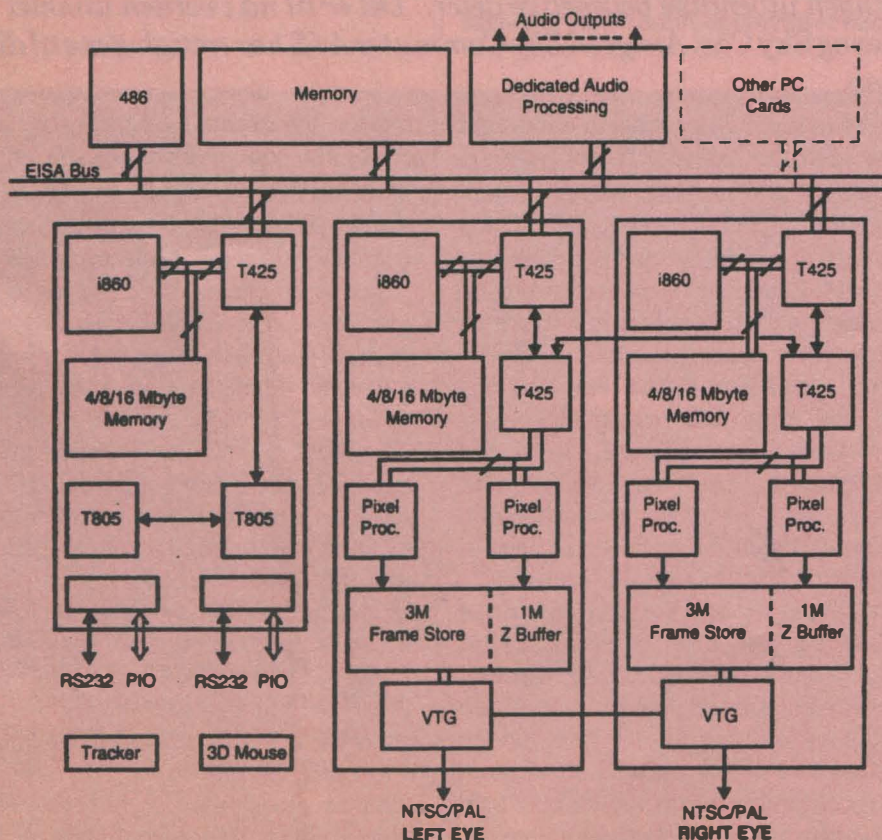 Audio Outputs
486
Memory
Dedicated Audio
Processing
Other PC
Cards
EISA Bus
i860
T425
4/8/16 Mbyte
Memory
T805
T805
RS232 PIO
RS232 PIO
Tracker
3D Mouse
i860
T425
4/8/16 Mbyte
Memory
T425
Pixel
Proc.
Pixel
Proc.
3M
Frame Store
1M
Z Buffer
VTG
NTSC/PAL
LEFT EYE
i860
T425
4/8/16 Mbyte
Memory
T425
Pixel
Proc.
Pixel
Proc.
3M
Frame Store
1M
Z Buffer
VTG
NTSC/PAL
RIGHT EYE